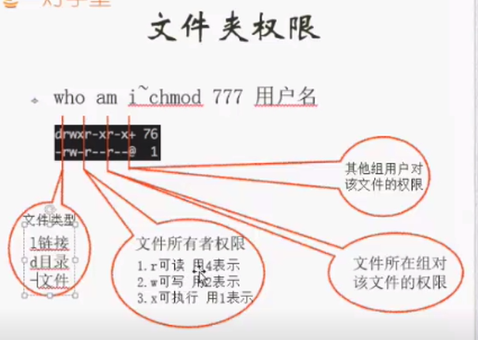 文件夹权限
who am i~chmod 777 用户名
drwxr-xr-x+ 76
-rw-r--r--@ 1
其他组用户对
该文件的权限
文件类型
l链接
d目录
-文件
文件所有者权限
1.r可读 用4表示
2.w可写 用2表示
3.x可执行 用1表示
文件所在组对
该文件的权限